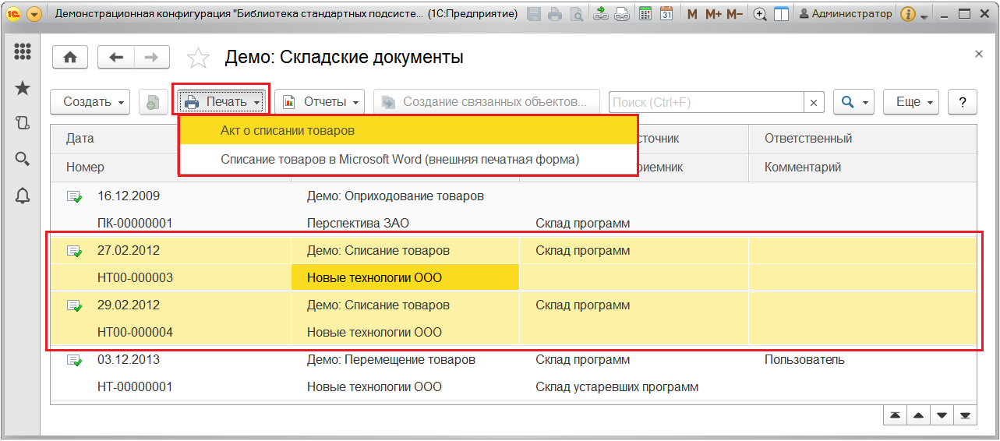 1С Демонстрационная конфигурация "Библиотека стандартных подсисте... (1С:Предприятие) 31 M M+ M- Администратор i
Демо: Складские документы
Создать Печать Отчеты Создание связанных объектов... Поиск (Ctrl+F) Еще ?
Акт о списании товаров
Списание товаров в Microsoft Word (внешняя печатная форма)
Дата сточник Ответственный
Номер риемник Комментарий
16.12.2009 Демо: Оприходование товаров
ПК-00000001 Перспектива ЗАО Склад программ
27.02.2012 Демо: Списание товаров Склад программ
НТ00-000003 Новые технологии ООО
29.02.2012 Демо: Списание товаров Склад программ
НТ00-000004 Новые технологии ООО
03.12.2013 Демо: Перемещение товаров Склад программ Пользователь
НТ-00000001 Новые технологии ООО Склад устаревших программ